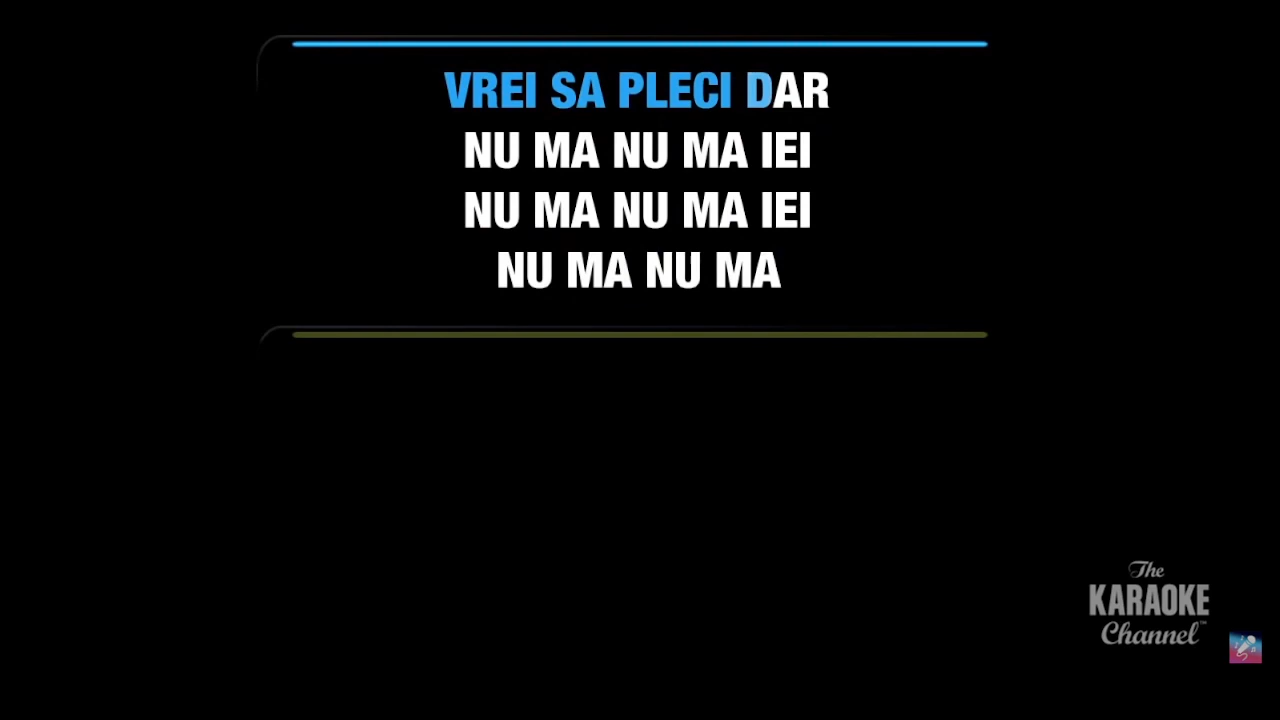 VREI SA PLECI DAR
NU MA NU MA IEI
NU MA NU MA IEI
NU MA NU MA
The
KARAOKE
Channel™